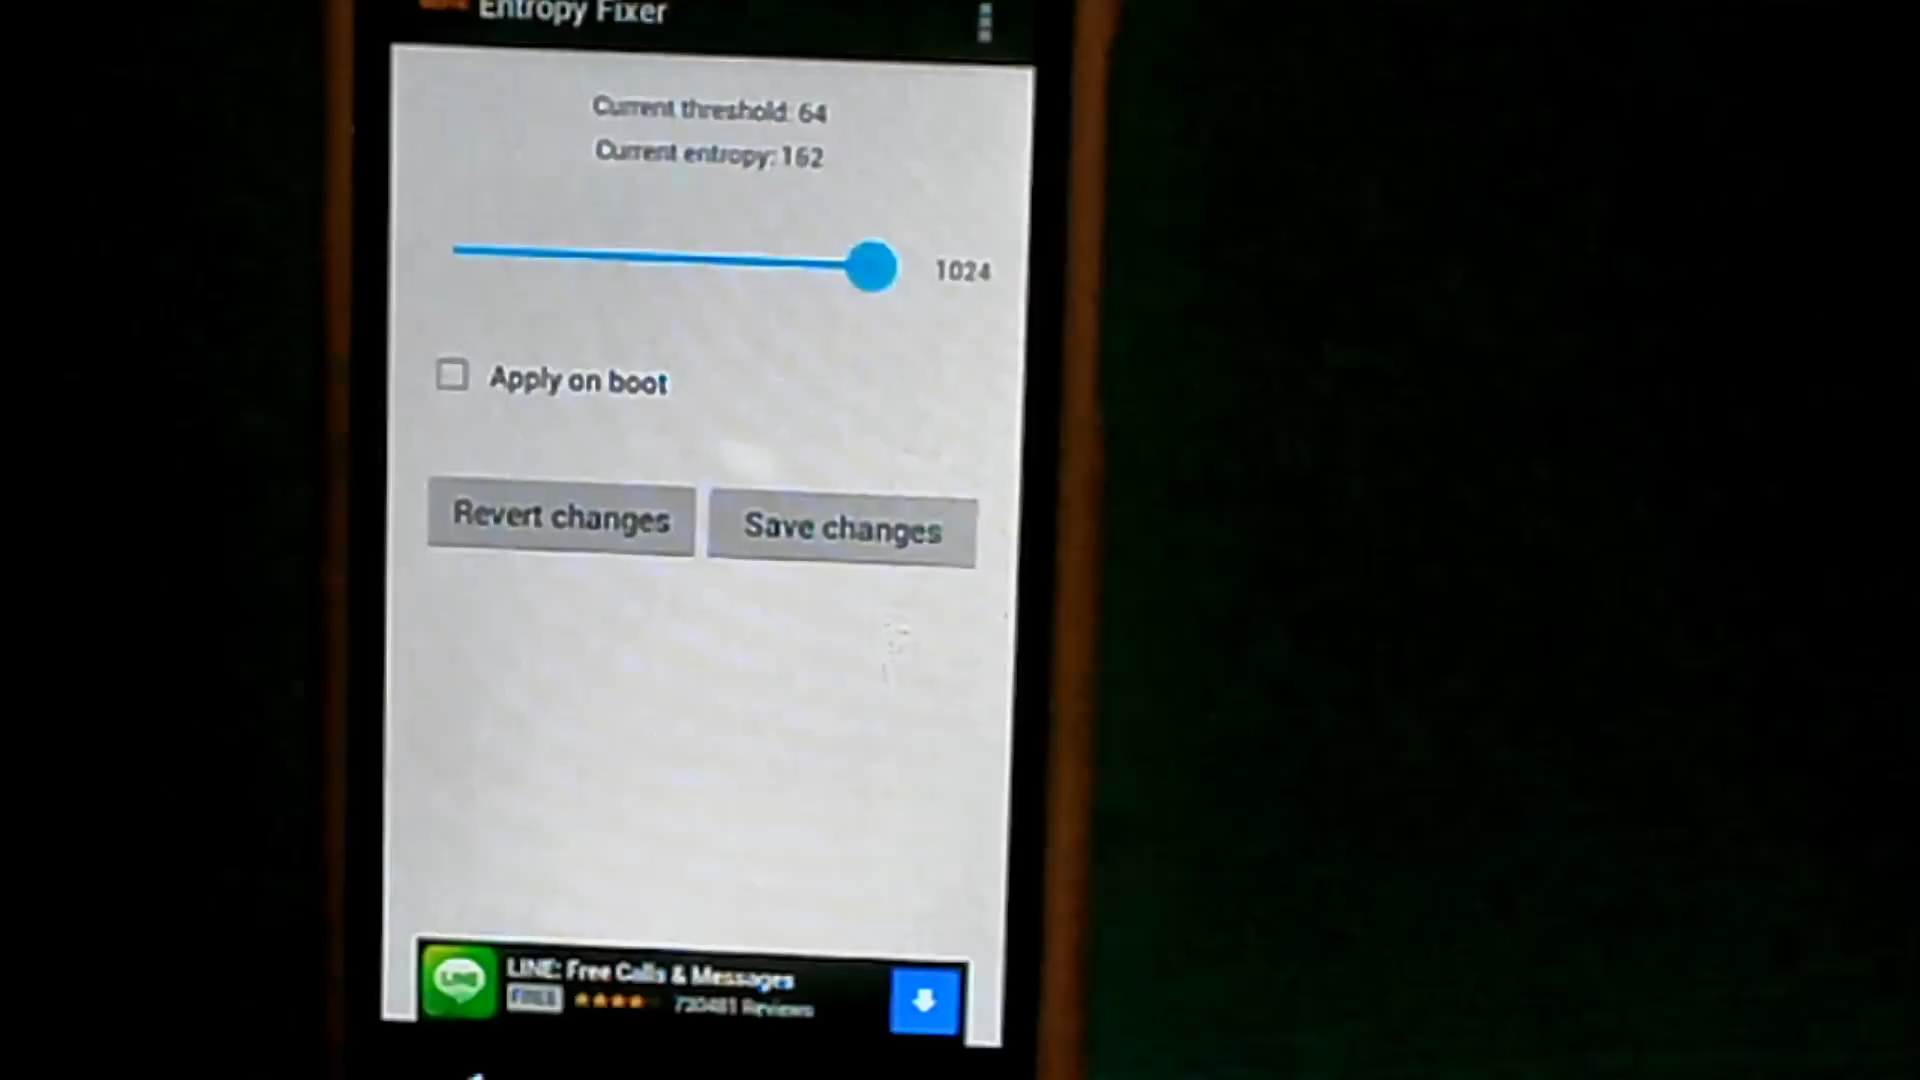 Entropy Fixer
Current threshold: 64
Current entropy: 162
1024
Apply on boot
Revert changes
Save changes
LINE
LINE: Free Calls & Messages
FREE
Reviews